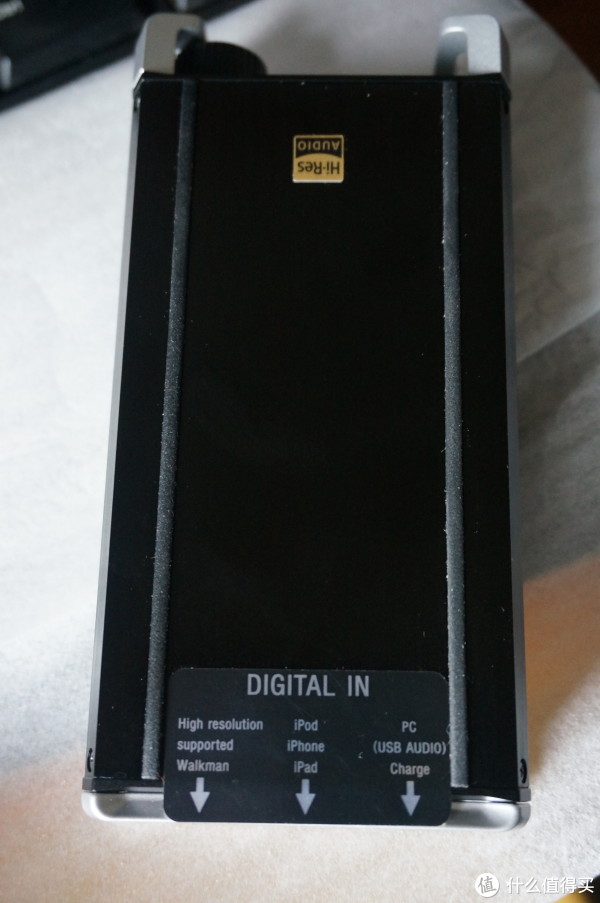 Hi-Res
AUDIO
DIGITAL IN
High resolution
supported
Walkman
iPod
iPhone
iPad
PC
(USB AUDIO)
Charge
值 什么值得买